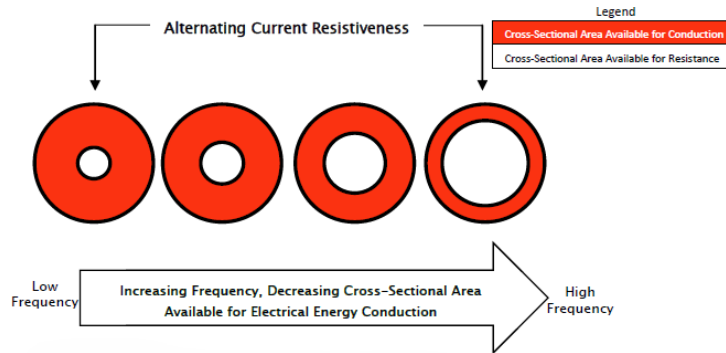 Legend
Alternating Current Resistiveness
Cross-Sectional Area Available for Conduction
Cross-Sectional Area Available for Resistance
Low
Frequency
Increasing Frequency, Decreasing Cross-Sectional Area
Available for Electrical Energy Conduction
High
Frequency